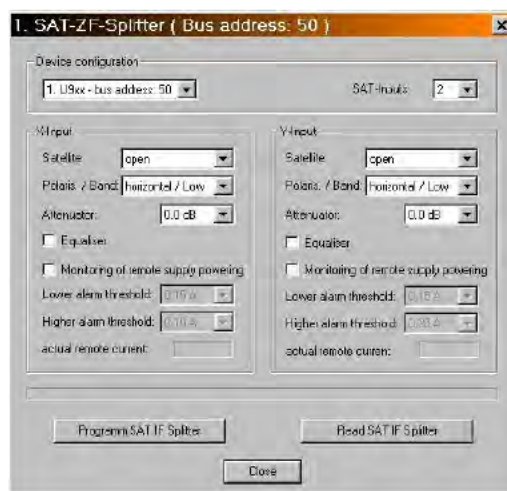 1. SAT-ZF-Splitter ( Bus address: 50 )
Device configuration
1. U9xx - bus address: 50
SAT-Inputs: 2
X-Input
Satellite: open
Polaris. / Band: horizontal / Low
Attenuator: 0.0 dB
Equaliser
Monitoring of remote supply powering
Lower alarm threshold: 0.15 A
Higher alarm threshold:
actual remote current:
Y-Input
Satellite: open
Polaris. / Band: horizontal / Low
Attenuator: 0.0 dB
Equaliser
Monitoring of remote supply powering
Lower alarm threshold: 0.15 A
Higher alarm threshold:
actual remote curren:
Programm SAT IF Splitter
Read SAT IF Splitter
Close